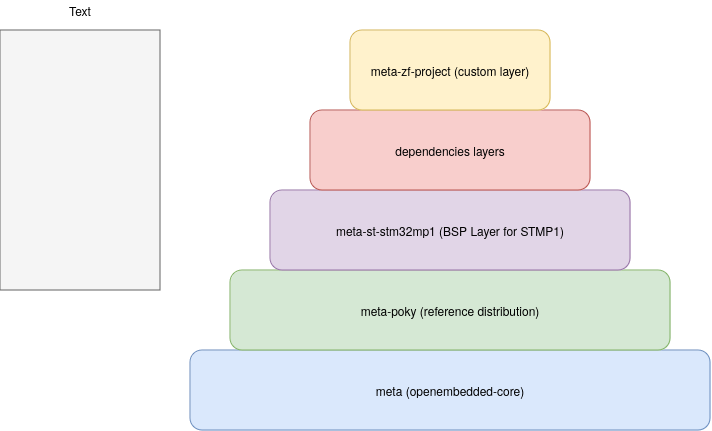 Text
meta-zf-project (custom layer)
dependencies layers
meta-st-stm32mp1 (BSP Layer for STMP1)
meta-poky (reference distribution)
meta (openembedded-core)